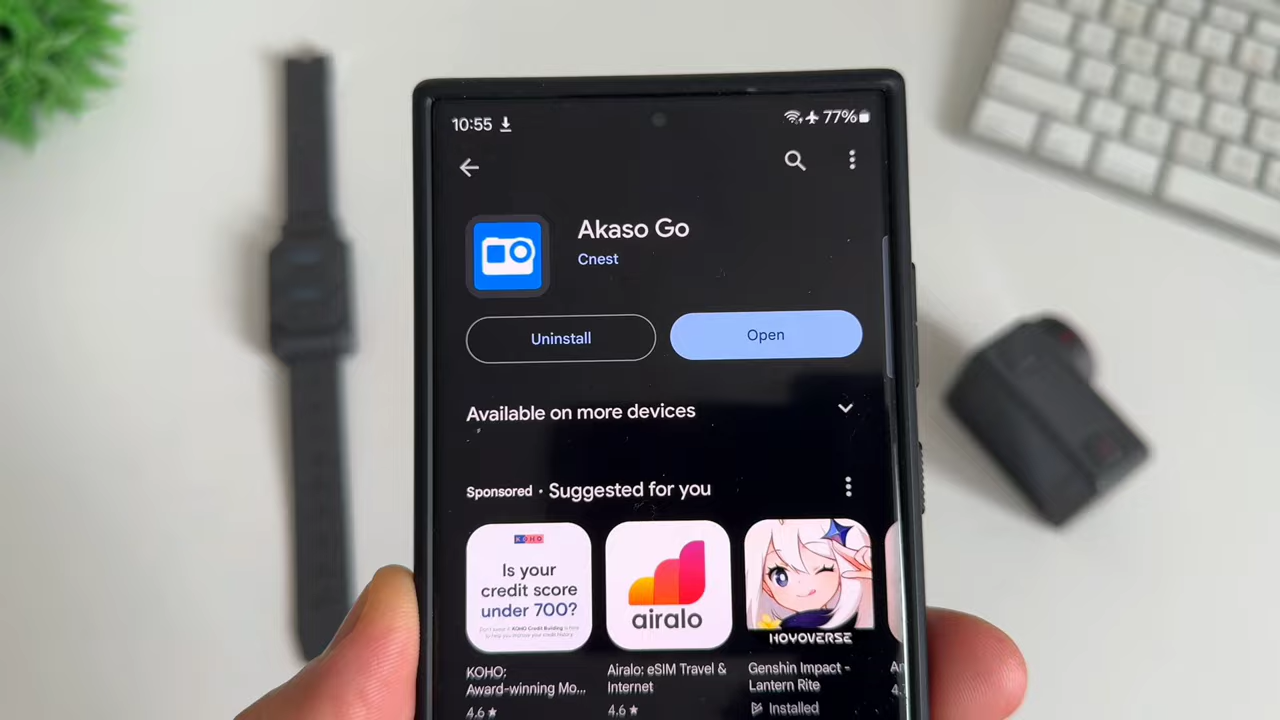 10:55
77%
Akaso Go
Cnest
Uninstall
Open
Available on more devices
Sponsored · Suggested for you
KOHO
Is your
credit score
under 700?
airalo
HOYOVERSE
KOHO:
Award-winning Mo...
4.6★
Airalo: eSIM Travel &
Internet
4.6★
Genshin Impact -
Lantern Rite
Installed
4.